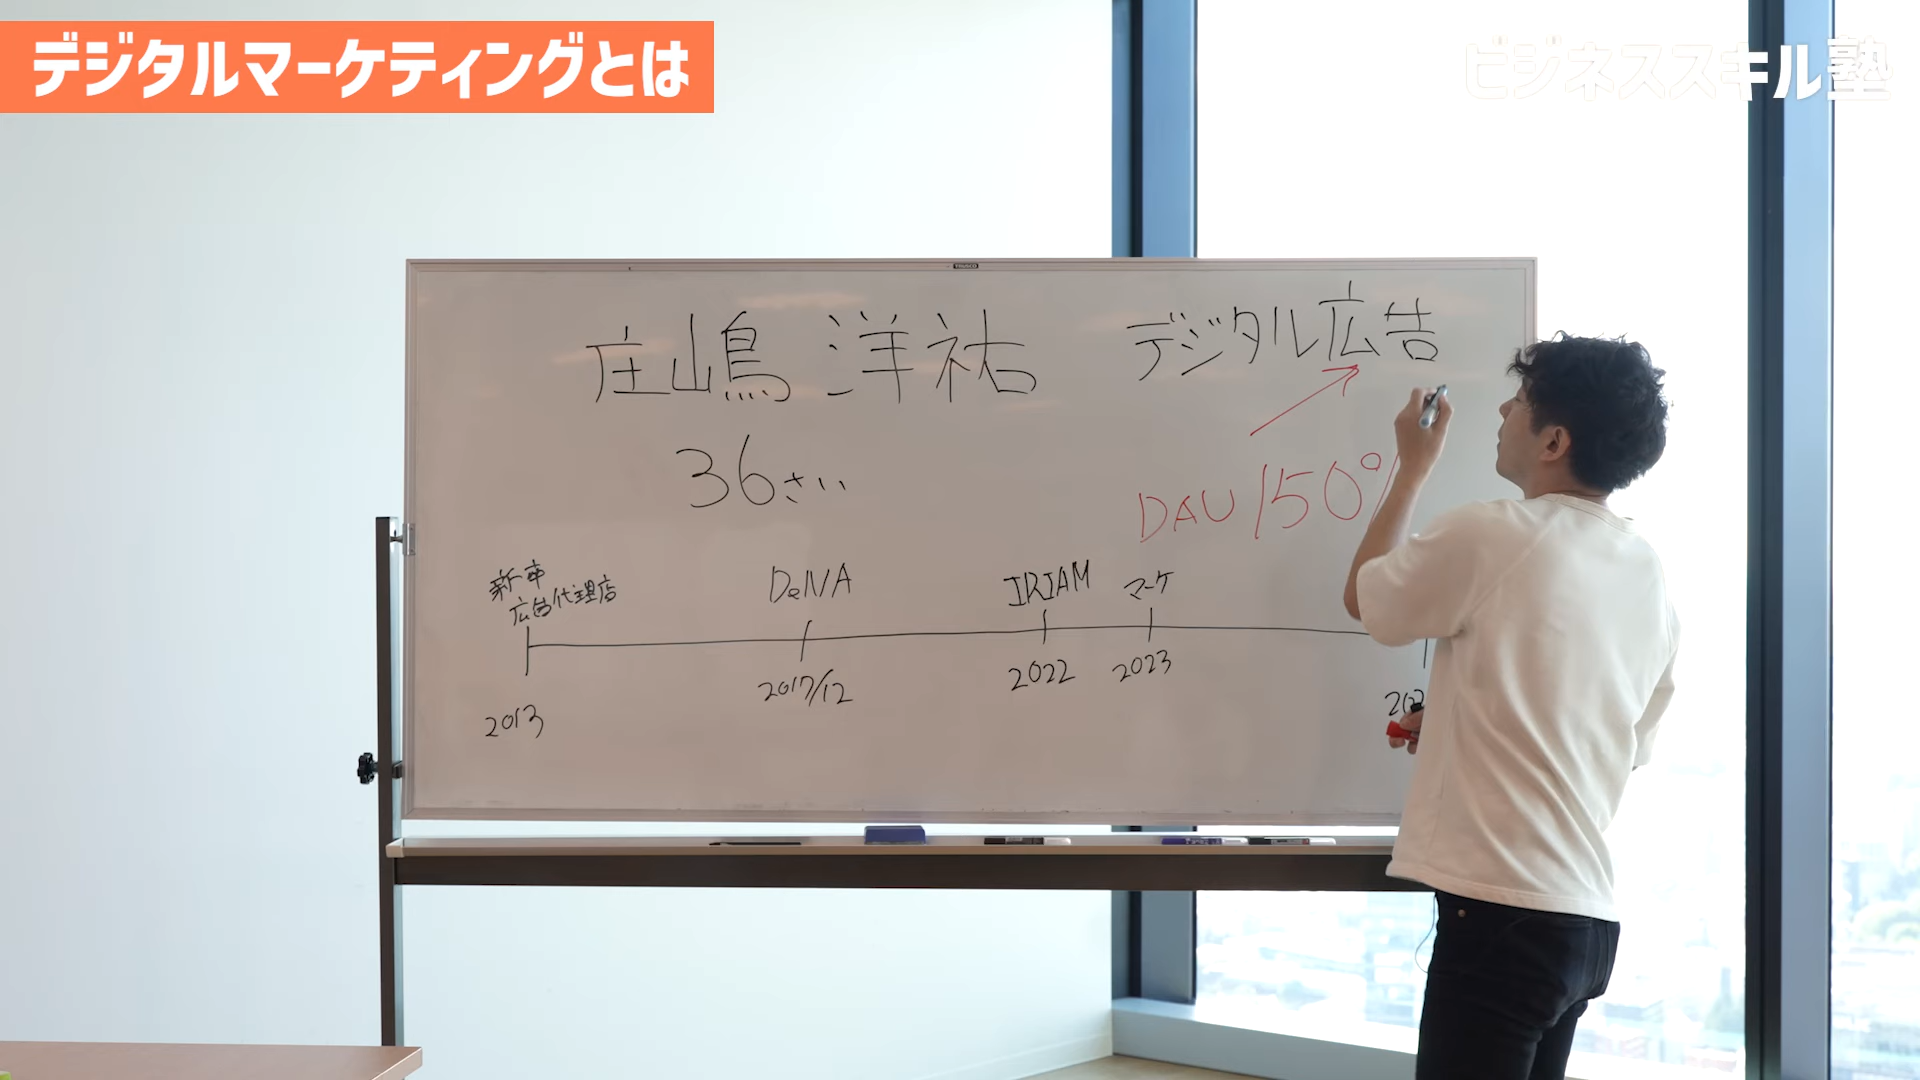 デジタルマーケティングとは
ビジネススキル塾
庄嶋 洋祐
デジタル広告
36さい
DAU 150%
新卒
広告代理店
DeNA
IRIAM
マーケ
2013
2017/12
2022
2023